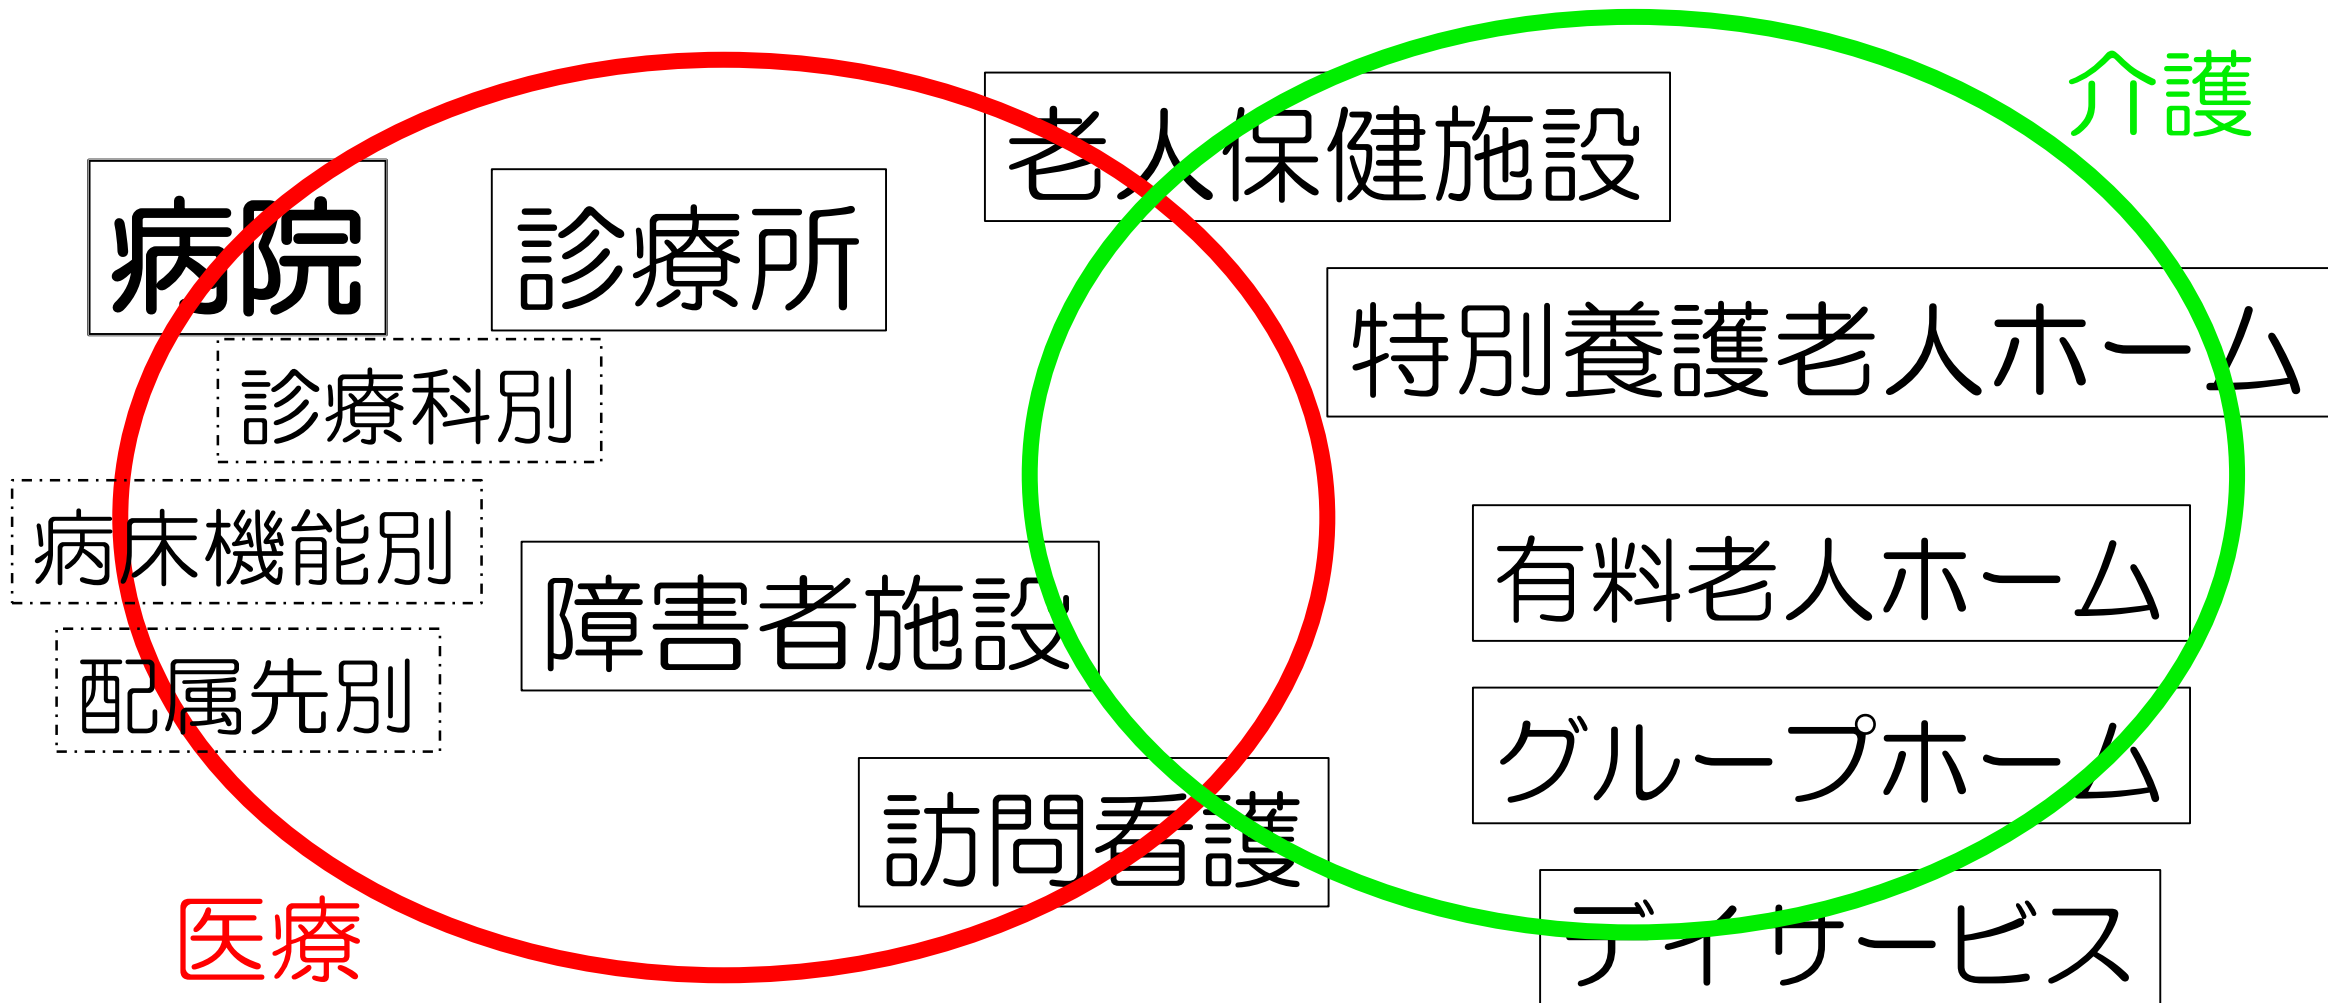 介護
老人保健施設
病院
診療所
特別養護老人ホーム
診療科別
病床機能別
有料老人ホーム
障害者施設
配属先別
グループホーム
訪問看護
デイサービス
医療